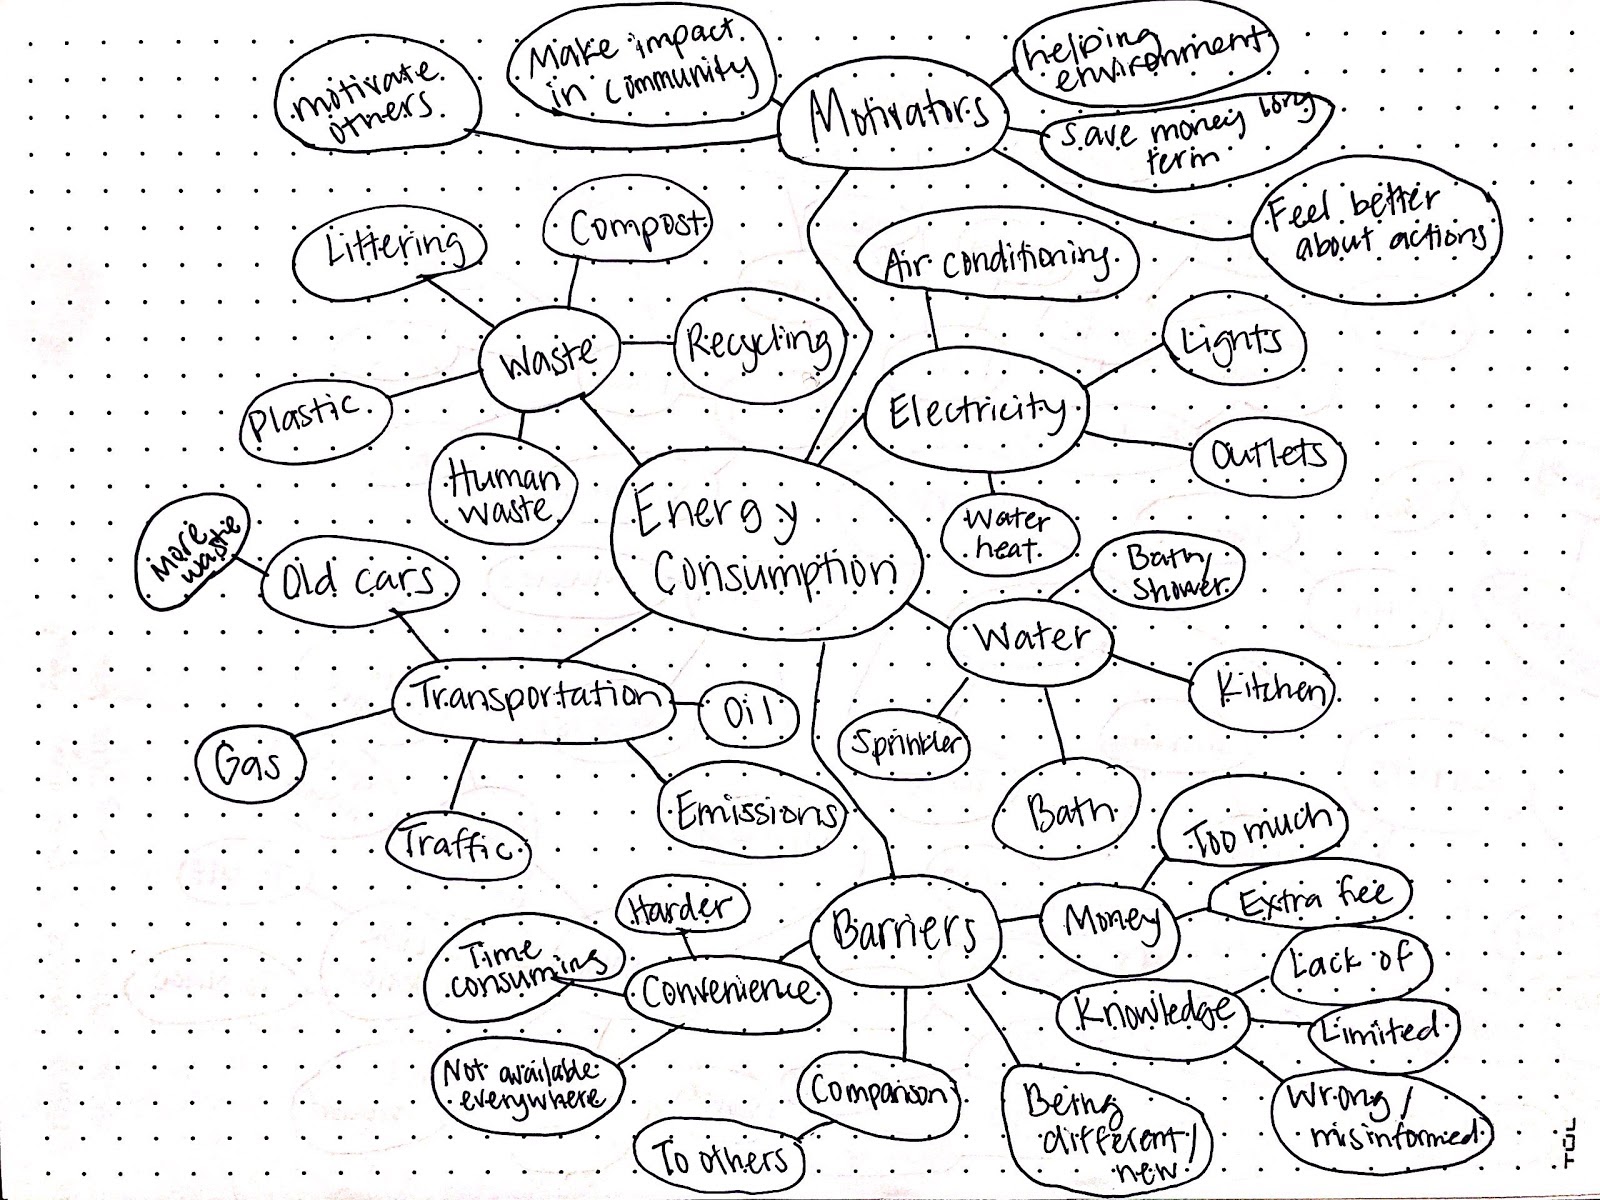 Make impact
in community
helping
environment
motivate
others
Motivators
save money long
term
Feel better
about actions
Littering
Compost
Air conditioning
Waste
Recycling
Lights
Plastic
Electricity
Outlets
Human
waste
Energy
Consumption
Water
heat
More
waste
Old cars
Bath/
Shower
Water
Transportation
Oil
Kitchen
Gas
Sprinkler
Traffic
Emissions
Bath
Too much
Harder
Barriers
Money
Extra fee
Time
consuming
Convenience
Knowledge
Lack of
Limited
Not available
everywhere
Comparison
To others
Being
different/
new
Wrong/
misinformed
TUL